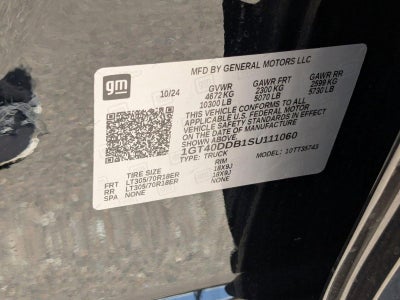 gm
MFD BY GENERAL MOTORS LLC
10/24 GVWR GAWR FRT GAWR RR
4672 KG 2300 KG 2599 KG
10300 LB 5070 LB 5730 LB
THIS VEHICLE CONFORMS TO ALL
APPLICABLE U.S. FEDERAL MOTOR
VEHICLE SAFETY STANDARDS IN EFFECT
ON THE DATE OF MANUFACTURE
SHOWN ABOVE
1GT40DDB1SU111060
TYPE: TRUCK MODEL: 10TT35743
TIRE SIZE RIM
FRT LT305/70R18ER 18X9J
RR LT305/70R18ER 18X9J
SPA NONE NONE